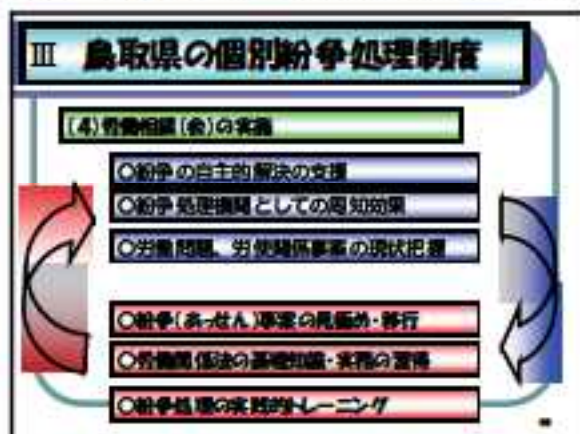 Ⅲ 鳥取県の個別紛争処理制度
(4)労働相談(会)の実施
○紛争の自主的解決の支援
○紛争処理機関としての周知効果
○労働問題、労使関係事案の現状把握
○紛争(あっせん)事案の見極め・移行
○労働関係法の基礎知識・実務の習得
○紛争処理の実践的トレーニング